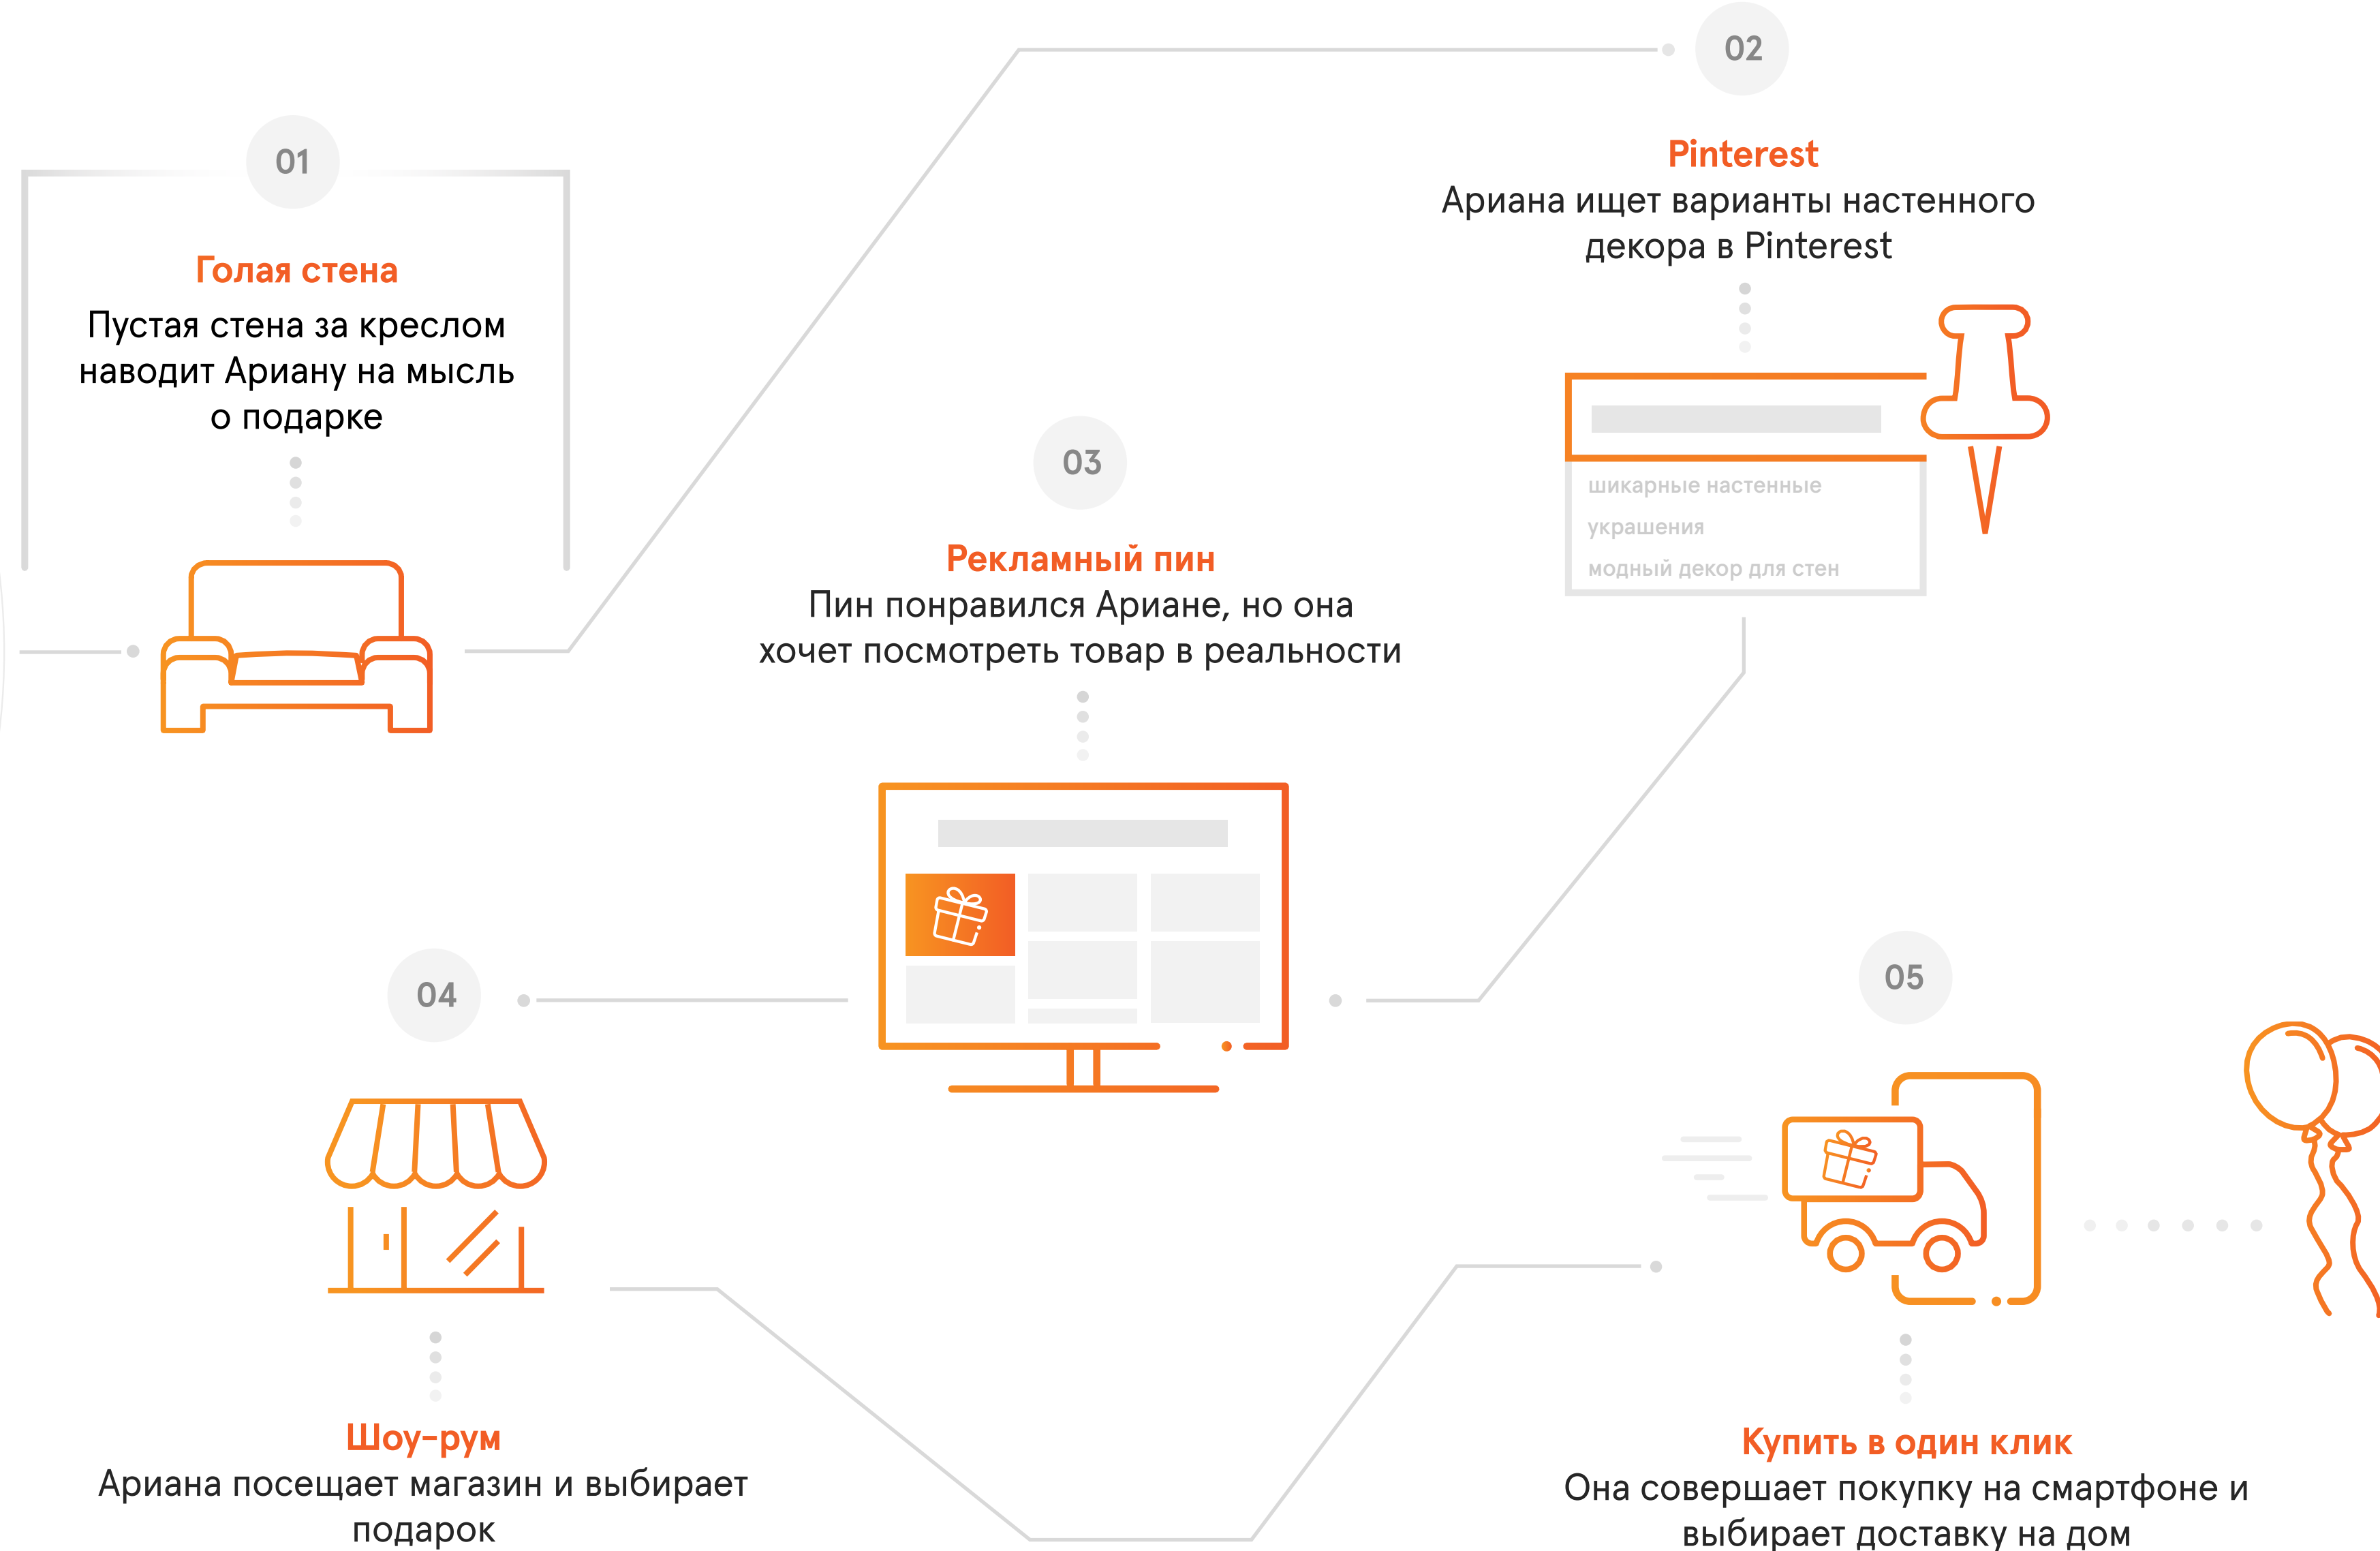 01
Голая стена
Пустая стена за креслом
наводит Ариану на мысль
о подарке
02
Pinterest
Ариана ищет варианты настенного
декора в Pinterest
шикарные настенные
украшения
модный декор для стен
03
Рекламный пин
Пин понравился Ариане, но она
хочет посмотреть товар в реальности
04
Шоу-рум
Ариана посещает магазин и выбирает
подарок
05
Купить в один клик
Она совершает покупку на смартфоне и
выбирает доставку на дом